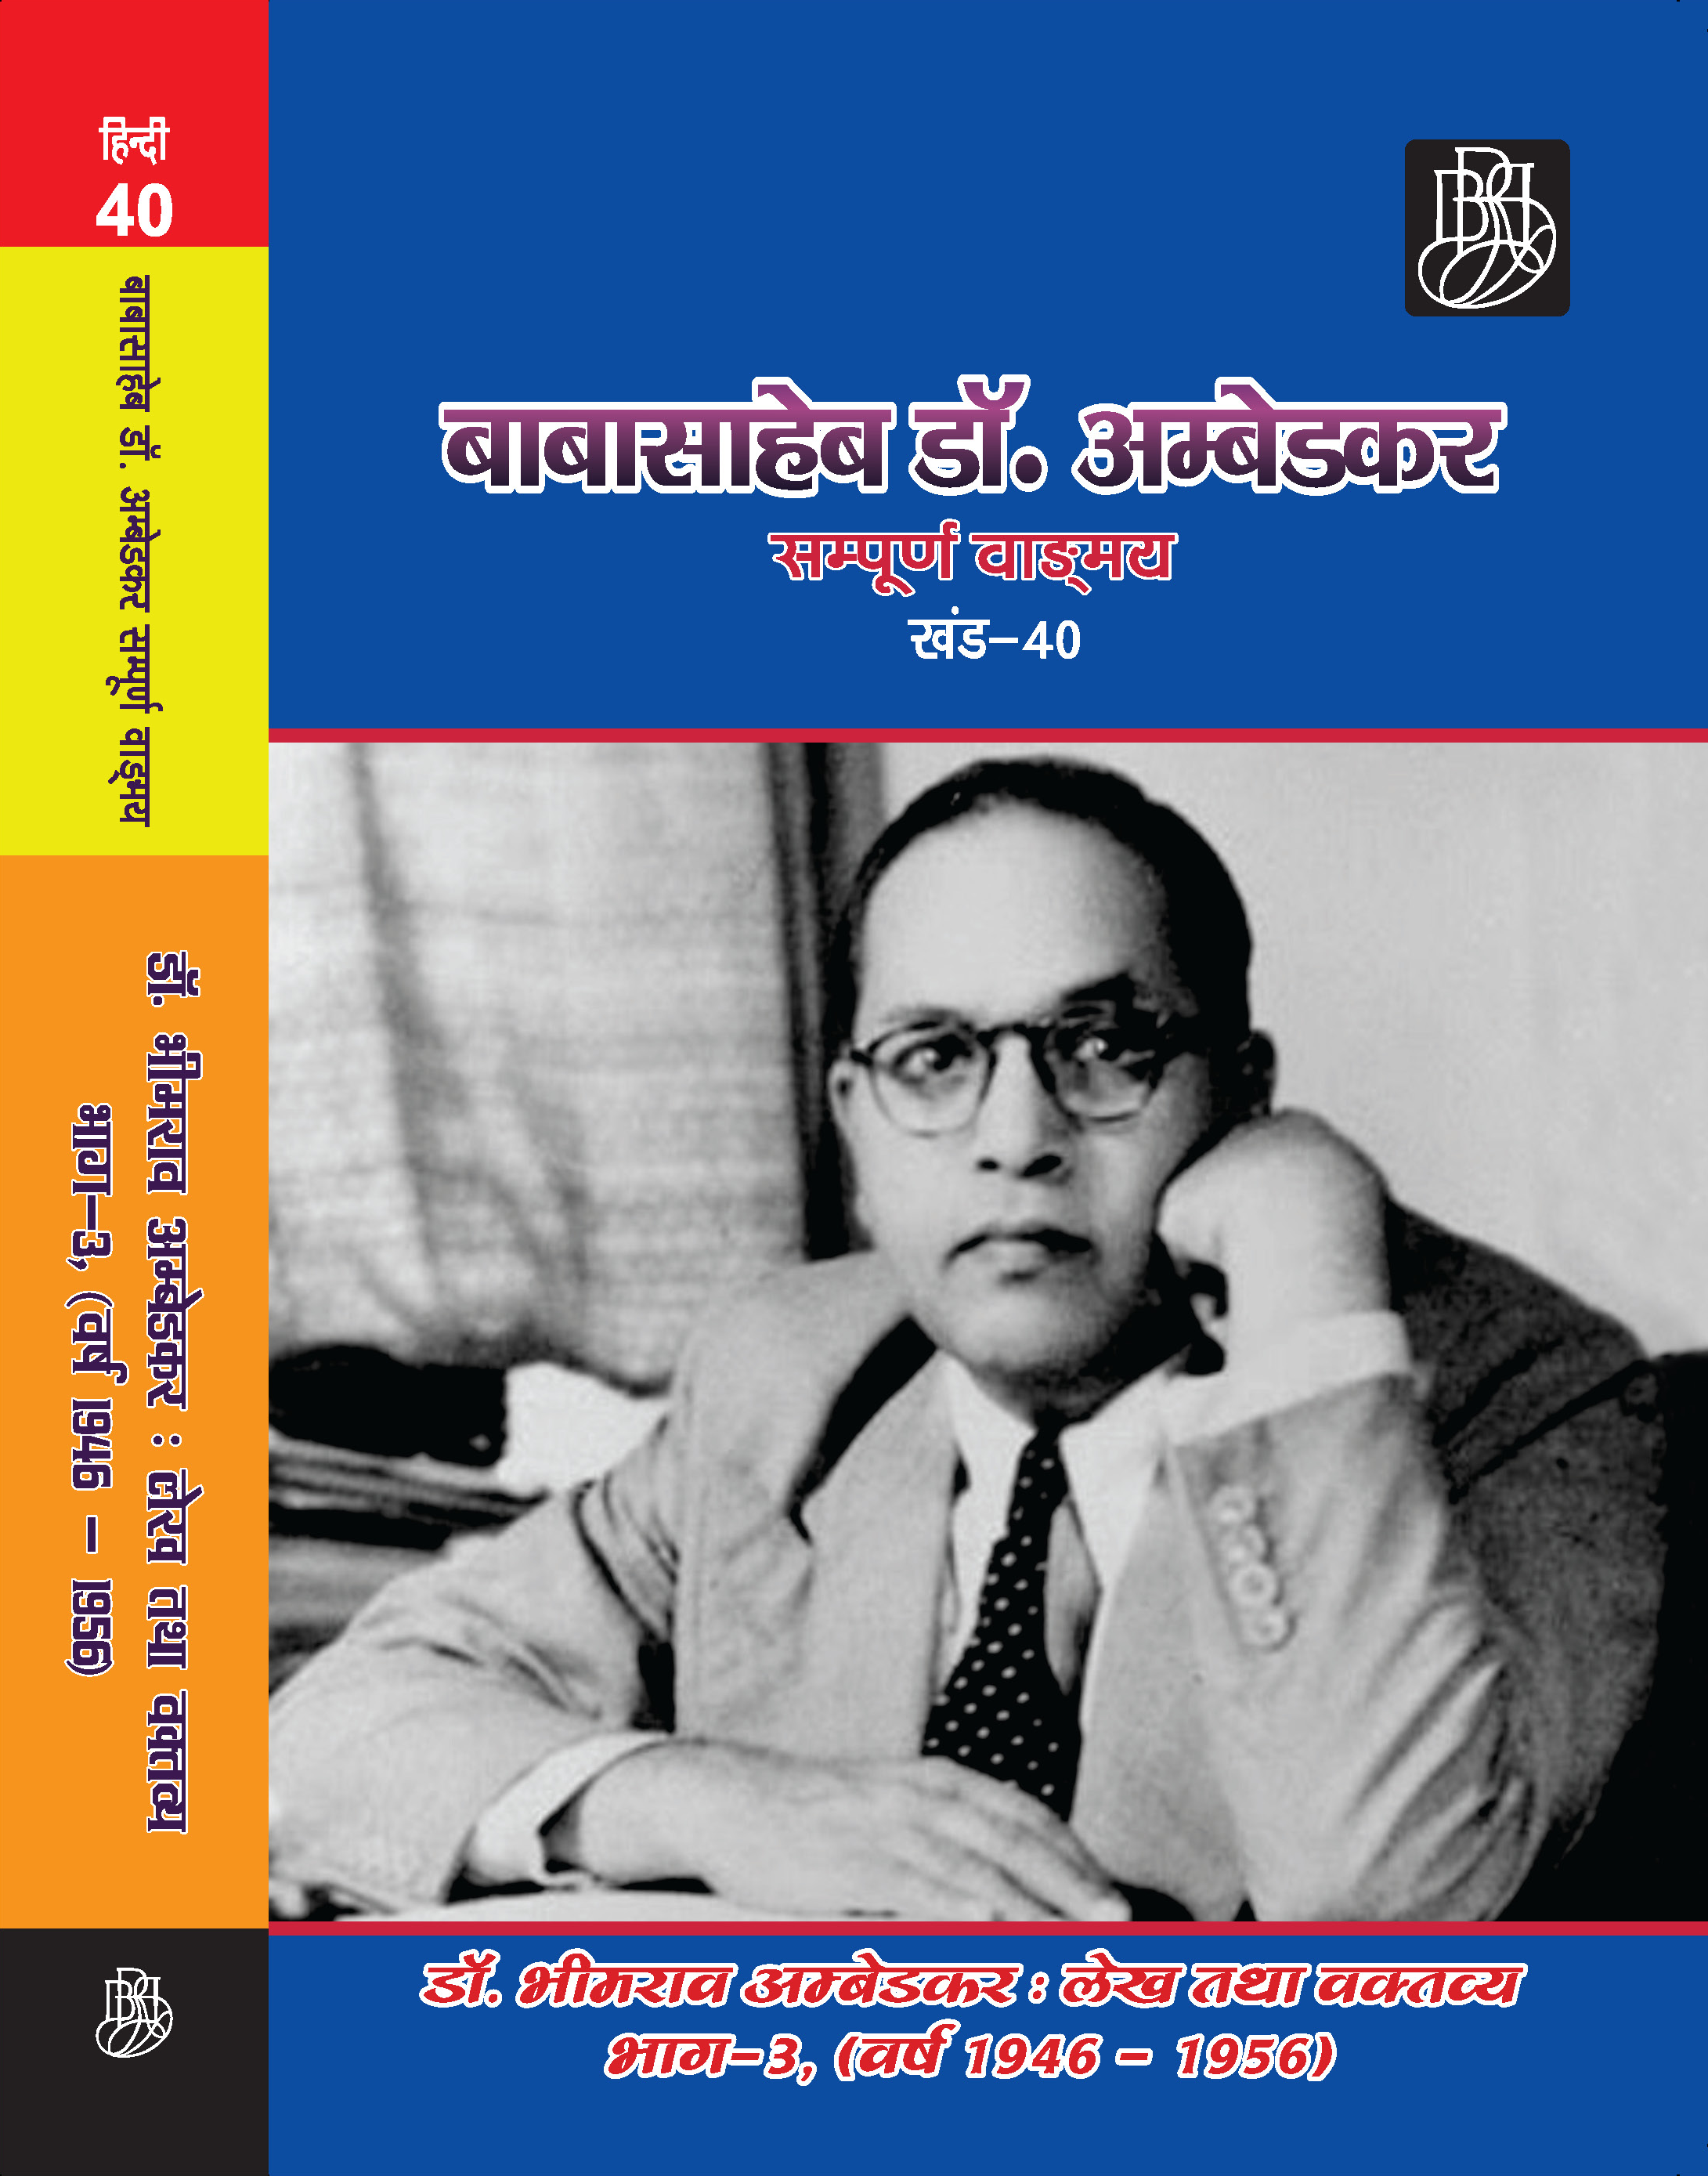 हिन्दी
40
बाबासाहेब डॉ. अम्बेडकर सम्पूर्ण वाङ्मय
डॉ. भीमराव अम्बेडकर : लेख तथा वक्तव्य
भाग-3, (वर्ष 1946 - 1956)
बाबासाहेब डॉ. अम्बेडकर
सम्पूर्ण वाङ्मय
खंड-40
डॉ. भीमराव अम्बेडकर : लेख तथा वक्तव्य
भाग-3, (वर्ष 1946 - 1956)